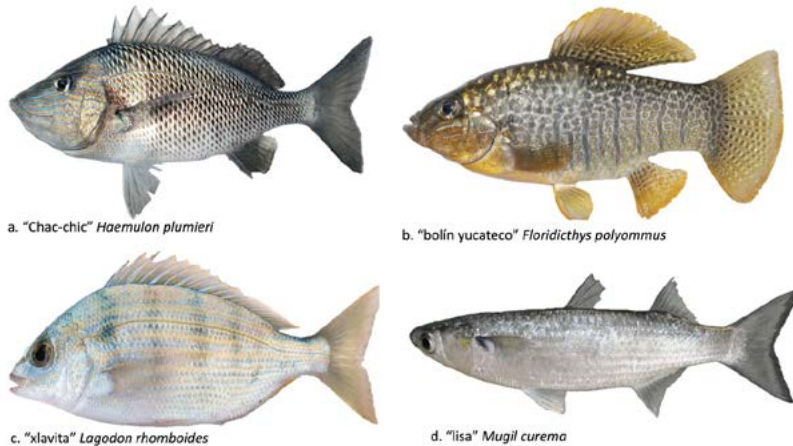 a. "Chac-chic" Haemulon plumieri
b. "bolín yucateco" Floridicthys polyommus
c. "xlavita" Lagodon rhomboides
d. "lisa" Mugil curema